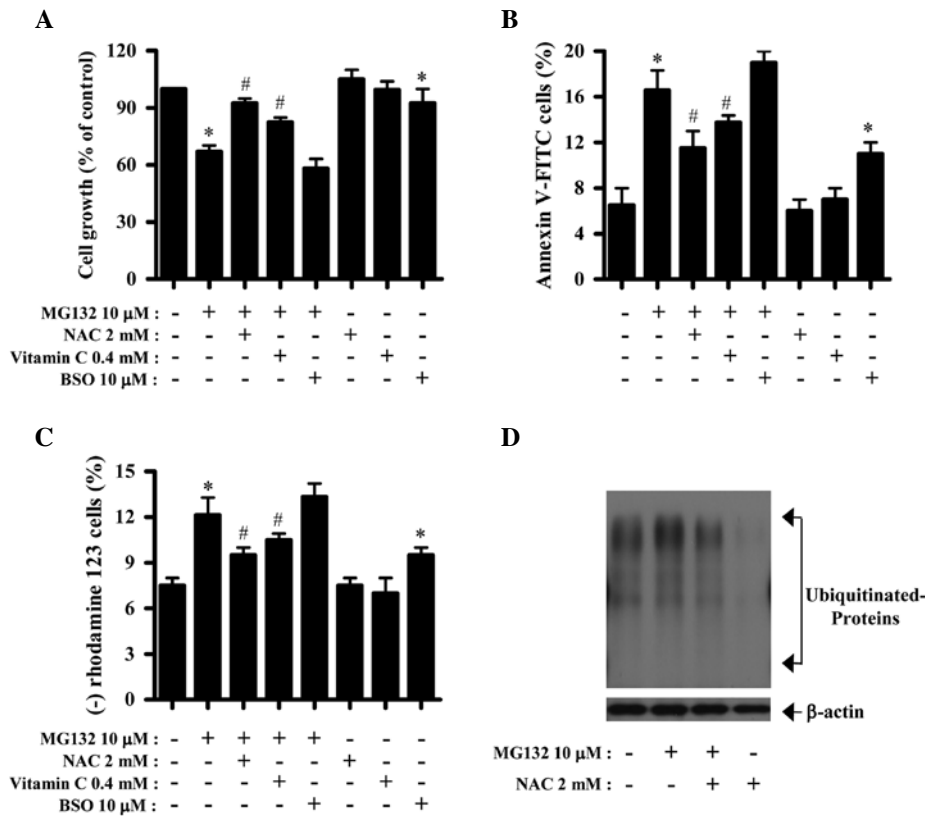 A
Cell growth (% of control)
120
90
60
30
0
* # # *
MG132 10 μM : - + + + + - - -
NAC 2 mM : - - + - - + - -
Vitamin C 0.4 mM : - - - + - - + -
BSO 10 μM : - - - - + - - +
B
Annexin V-FITC cells (%)
20
16
12
8
4
0
* # # *
- + + + + - - -
- - + - - + - -
- - - + - - + -
- - - - + - - +
C
(-) rhodamine 123 cells (%)
15
12
9
6
3
0
* # # *
MG132 10 μM : - + + + + - - -
NAC 2 mM : - - + - - + - -
Vitamin C 0.4 mM : - - - + - - + -
BSO 10 μM : - - - - + - - +
D
Ubiquitinated-
Proteins
β-actin
MG132 10 μM : - + + -
NAC 2 mM : - - + +